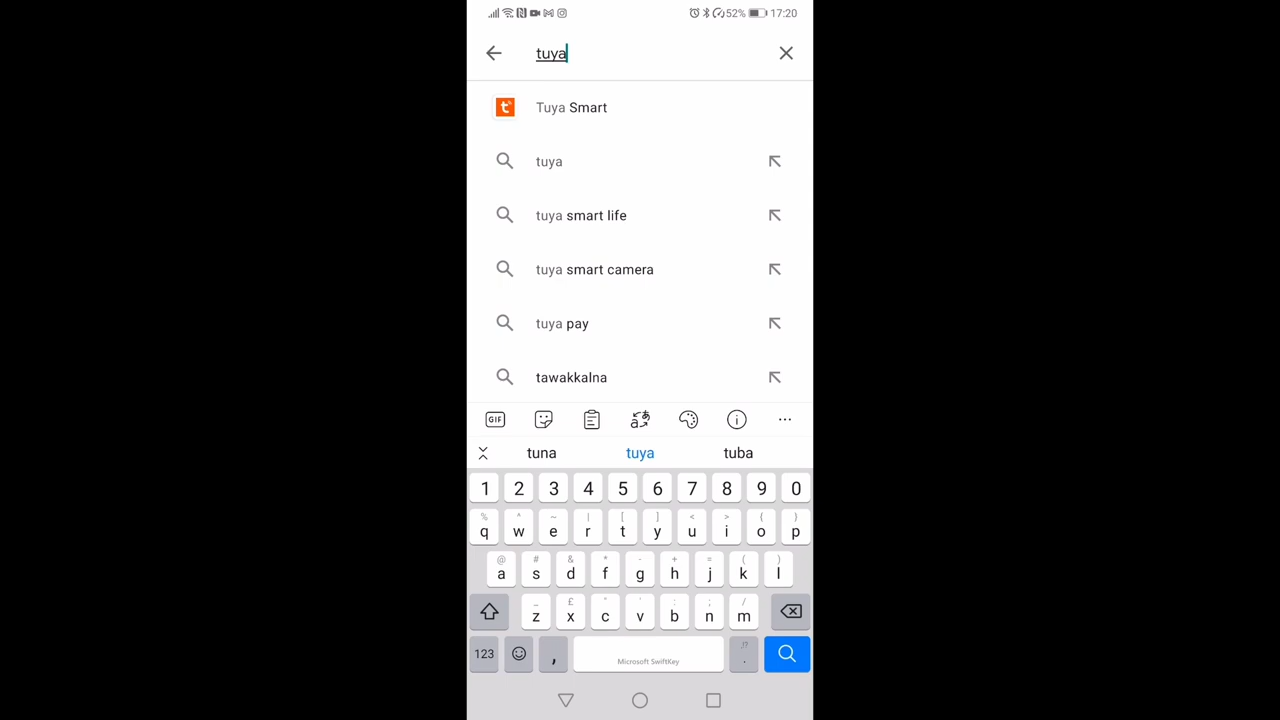 52% 17:20
tuya
Tuya Smart
tuya
tuya smart life
tuya smart camera
tuya pay
tawakkalna
GIF
tuna tuya tuba
1 2 3 4 5 6 7 8 9 0
% ^ ~ | [ ] < > { }
q w e r t y u i o p
@ # & * - + = ( )
a s d f g h j k l
_ £ " ' : ; /
z x c v b n m
123 , Microsoft SwiftKey !? .